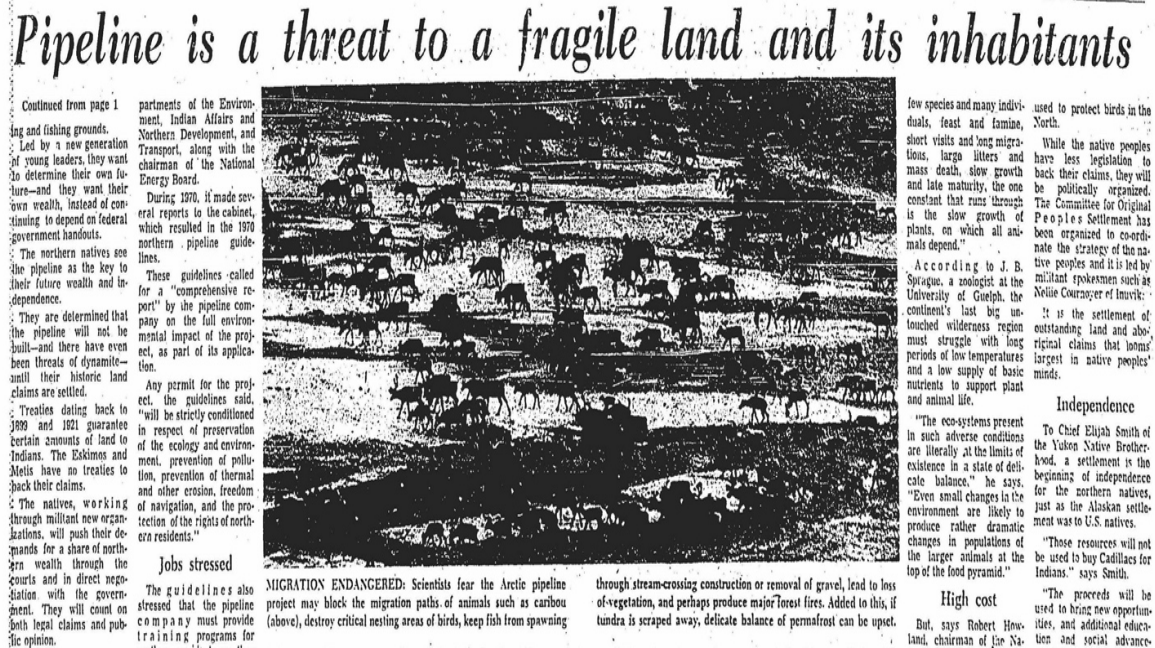 Pipeline is a threat to a fragile land and its inhabitants
Continued from page 1
ing and fishing grounds.
Led by a new generation
of young leaders, they want
to determine their own fu-
ture—and they want their
own wealth, instead of con-
tinuing to depend on federal
government handouts.
The northern natives see
the pipeline as the key to
their future wealth and in-
dependence.
They are determined that
the pipeline will not be
built—and there have even
been threats of dynamite—
until their historic land
claims are settled.
Treaties dating back to
1899 and 1921 guarantee
certain amounts of land to
Indians. The Eskimos and
Metis have no treaties to
back their claims.
The natives, working
through militant new organ-
izations, will push their de-
mands for a share of north-
ern wealth through the
courts and in direct nego-
tiation with the govern-
ment. They will count on
both legal claims and pub-
lic opinion.
partments of the Environ-
ment, Indian Affairs and
Northern Development, and
Transport, along with the
chairman of the National
Energy Board.
During 1970, it made sev-
eral reports to the cabinet,
which resulted in the 1970
northern pipeline guide-
lines.
These guidelines called
for a "comprehensive re-
port" by the pipeline com-
pany on the full environ-
mental impact of the proj-
ect, as part of its applica-
tion.
Any permit for the proj-
ect, the guidelines said,
"will be strictly conditioned
in respect of preservation
of the ecology and environ-
ment, prevention of pollu-
tion, prevention of thermal
and other erosion, freedom
of navigation, and the pro-
tection of the rights of north-
ern residents."
Jobs stressed
The guidelines also
stressed that the pipeline
company must provide
training programs for
MIGRATION ENDANGERED: Scientists fear the Arctic pipeline
project may block the migration paths of animals such as caribou
(above), destroy critical nesting areas of birds, keep fish from spawning
through stream-crossing construction or removal of gravel, lead to loss
of vegetation, and perhaps produce major forest fires. Added to this, if
tundra is scraped away, delicate balance of permafrost can be upset.
few species and many indivi-
duals, feast and famine,
short visits and long migra-
tions, large litters and
mass death, slow growth
and late maturity, the one
constant that runs through
is the slow growth of
plants, on which all ani-
mals depend."
According to J. B.
Sprague, a zoologist at the
University of Guelph, the
continent's last big un-
touched wilderness region
must struggle with long
periods of low temperatures
and a low supply of basic
nutrients to support plant
and animal life.
"The eco-systems present
in such adverse conditions
are literally at the limits of
existence in a state of deli-
cate balance," he says.
"Even small changes in the
environment are likely to
produce rather dramatic
changes in populations of
the larger animals at the
top of the food pyramid."
High cost
But, says Robert How-
land, chairman of the Na-
used to protect birds in the
North.
While the native peoples
have less legislation to
back their claims, they will
be politically organized.
The Committee for Original
Peoples Settlement has
been organized to co-ordi-
nate the strategy of the na-
tive peoples and it is led by
militant spokesmen such as
Nellie Cournoyer of Inuvik.
It is the settlement of
outstanding land and abo-
riginal claims that looms
largest in native peoples'
minds.
Independence
To Chief Elijah Smith of
the Yukon Native Brother-
hood, a settlement is the
beginning of independence
for the northern natives,
just as the Alaskan settle-
ment was to U.S. natives.
"Those resources will not
be used to buy Cadillacs for
Indians," says Smith.
"The proceeds will be
used to bring new opportun-
ities, and additional educa-
tion and social advance-